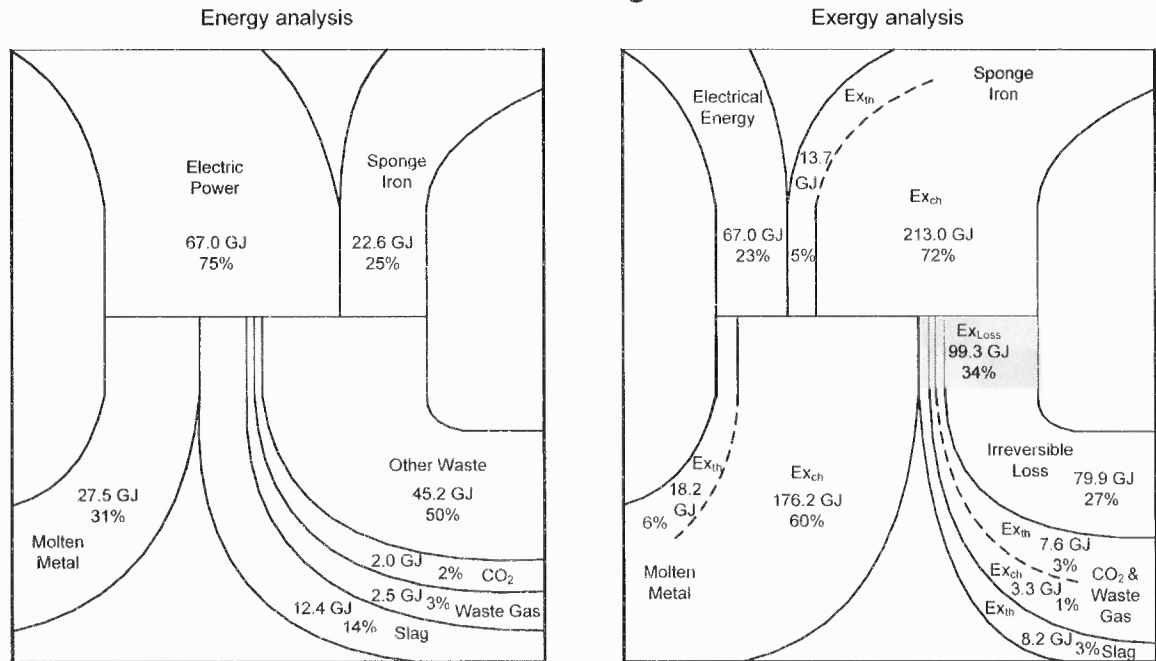 Energy analysis
Electric
Power
67.0 GJ
75%
Sponge
Iron
22.6 GJ
25%
27.5 GJ
31%
Molten
Metal
Other Waste
45.2 GJ
50%
2.0 GJ
2% CO₂
2.5 GJ
3% Waste Gas
12.4 GJ
14% Slag
Exergy analysis
Electrical
Energy
67.0 GJ
23%
Exth
13.7
GJ
5%
Sponge
Iron
Exch
213.0 GJ
72%
ExLoss
99.3 GJ
34%
Exth
18.2
GJ
6%
Molten
Metal
Exch
176.2 GJ
60%
Irreversible
Loss
79.9 GJ
27%
Exth
7.6 GJ
3%
Exch
3.3 GJ
1%
CO₂ &
Waste
Gas
Exth
8.2 GJ
3% Slag